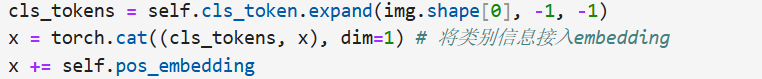 cls_tokens = self.cls_token.expand(img.shape[0], -1, -1)
x = torch.cat((cls_tokens, x), dim=1) # 将类别信息接入embedding
x += self.pos_embedding